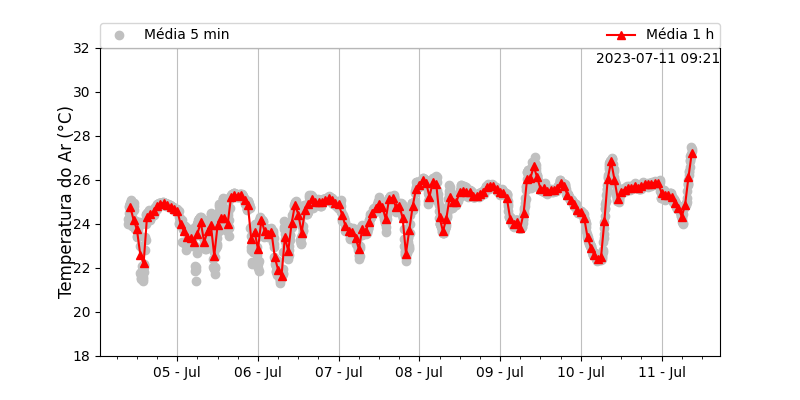 Média 5 min
Média 1 h
2023-07-11 09:21
Temperatura do Ar (°C)
32
30
28
26
24
22
20
18
05 - Jul
06 - Jul
07 - Jul
08 - Jul
09 - Jul
10 - Jul
11 - Jul